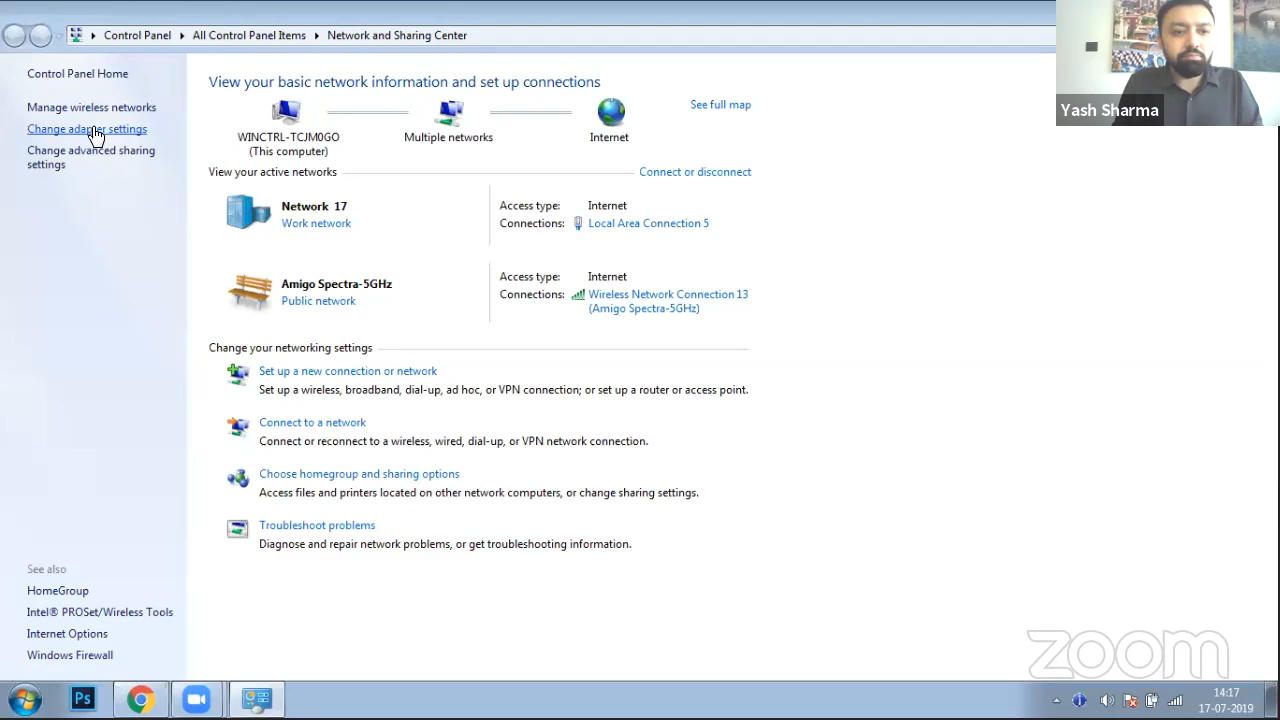 Control Panel All Control Panel Items Network and Sharing Center
Control Panel Home
Manage wireless networks
Change adapter settings
Change advanced sharing
settings
See also
HomeGroup
Intel® PROSet/Wireless Tools
Internet Options
Windows Firewall
View your basic network information and set up connections
See full map
WINCTRL-TCJM0GO
(This computer)
Multiple networks
Internet
View your active networks
Connect or disconnect
Network 17
Work network
Access type: Internet
Connections: Local Area Connection 5
Amigo Spectra-5GHz
Public network
Access type: Internet
Connections: Wireless Network Connection 13
(Amigo Spectra-5GHz)
Change your networking settings
Set up a new connection or network
Set up a wireless, broadband, dial-up, ad hoc, or VPN connection; or set up a router or access point.
Connect to a network
Connect or reconnect to a wireless, wired, dial-up, or VPN network connection.
Choose homegroup and sharing options
Access files and printers located on other network computers, or change sharing settings.
Troubleshoot problems
Diagnose and repair network problems, or get troubleshooting information.
Yash Sharma
zoom
Ps
14:17
17-07-2019